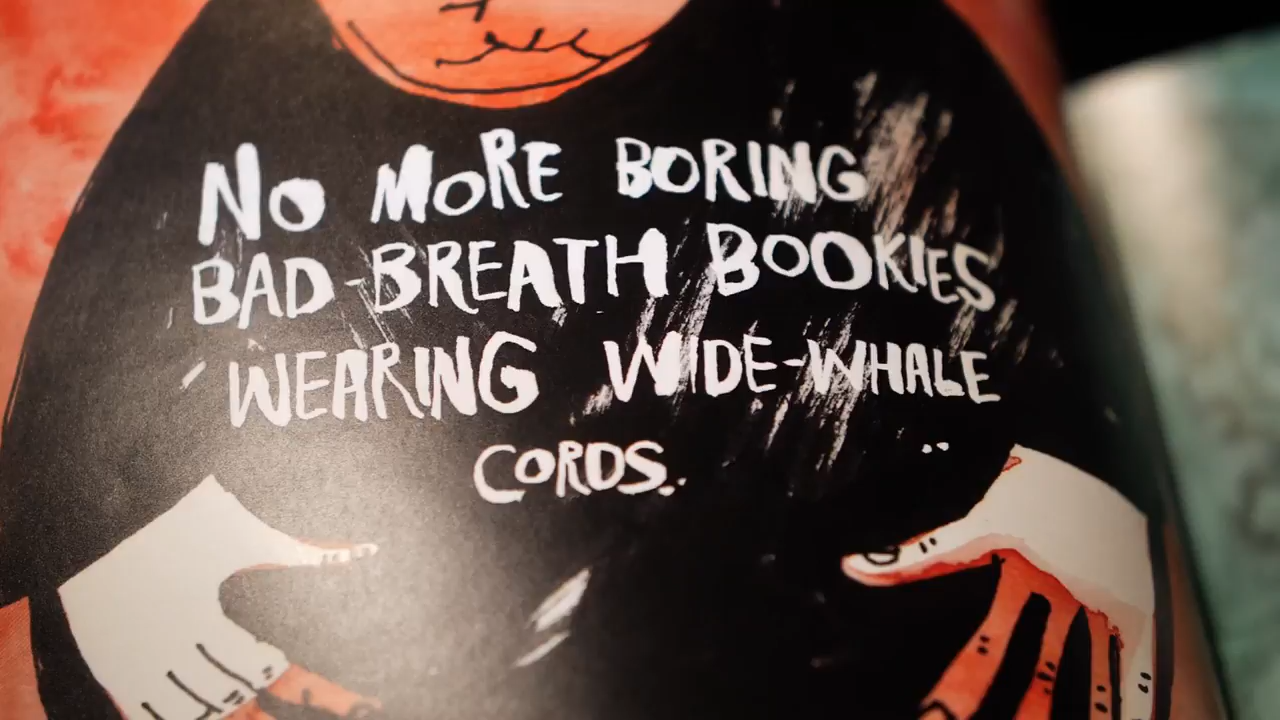 No MoRE BORING
BAD-BREATH BOOKIES
WEARING WIDE-WHALE
CORDS.